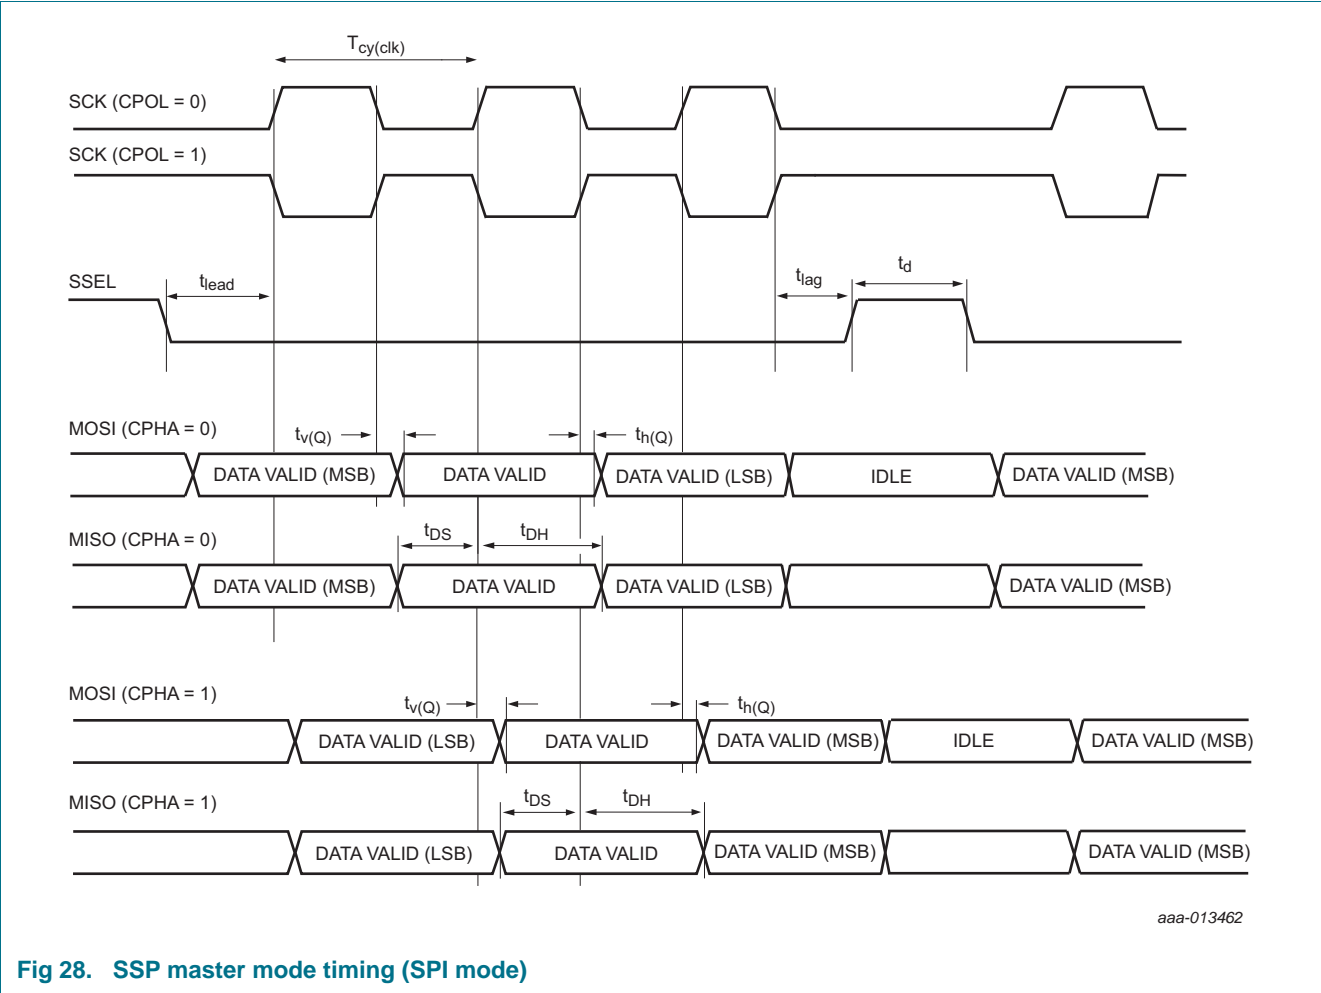 Tcy(clk)
SCK (CPOL = 0)
SCK (CPOL = 1)
SSEL
tlead
tlag
td
MOSI (CPHA = 0)
tv(Q)
th(Q)
DATA VALID (MSB)
DATA VALID
DATA VALID (LSB)
IDLE
DATA VALID (MSB)
MISO (CPHA = 0)
tDS
tDH
DATA VALID (MSB)
DATA VALID
DATA VALID (LSB)
DATA VALID (MSB)
MOSI (CPHA = 1)
tv(Q)
th(Q)
DATA VALID (LSB)
DATA VALID
DATA VALID (MSB)
IDLE
DATA VALID (MSB)
MISO (CPHA = 1)
tDS
tDH
DATA VALID (LSB)
DATA VALID
DATA VALID (MSB)
DATA VALID (MSB)
aaa-013462
Fig 28. SSP master mode timing (SPI mode)